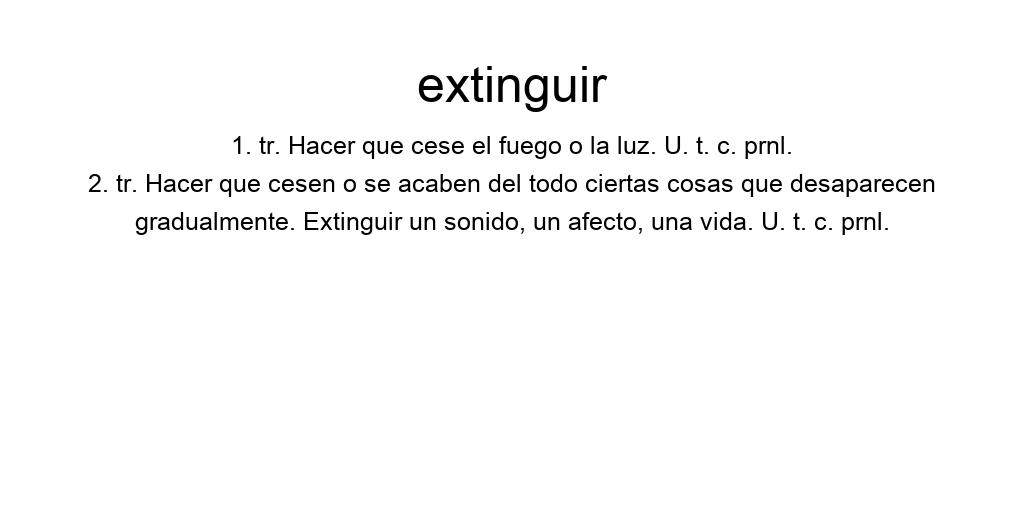 extinguir
1. tr. Hacer que cese el fuego o la luz. U. t. c. prnl.
2. tr. Hacer que cesen o se acaben del todo ciertas cosas que desaparecen
gradualmente. Extinguir un sonido, un afecto, una vida. U. t. c. prnl.